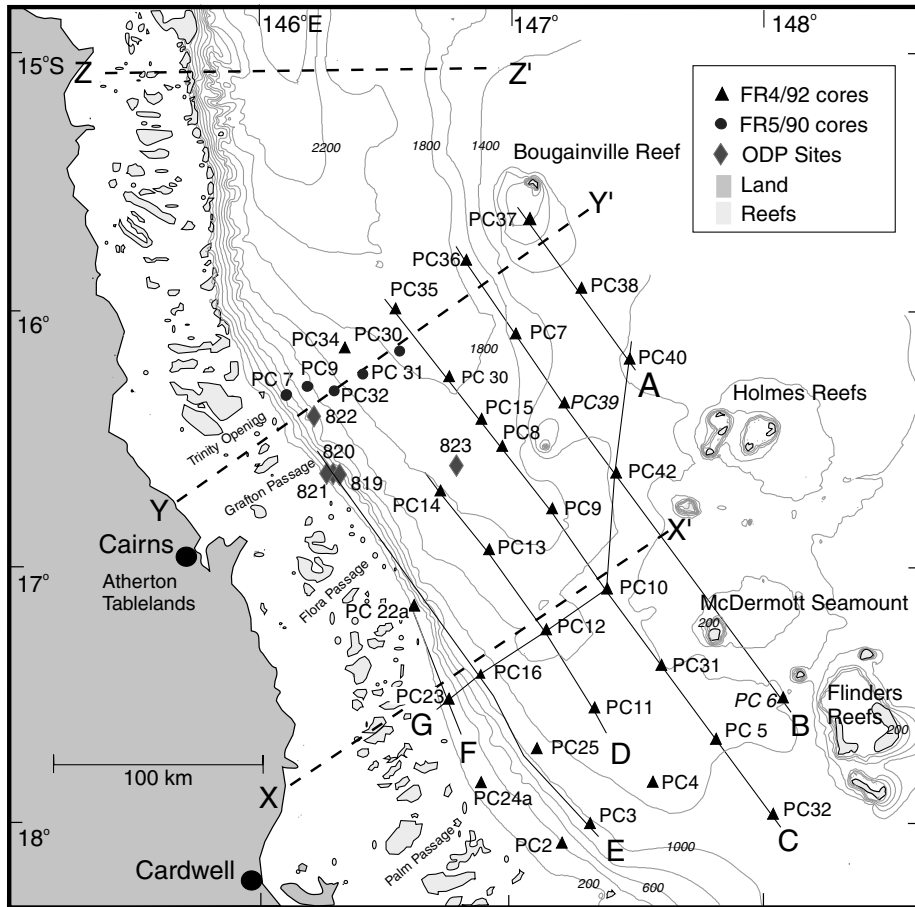 146°E
147
148
15°S
Z
Z'
2200
1800
1400
FR4/92 cores
FR5/90 cores
ODP Sites
Land
Reefs
Bougainville Reef
PC37
Y'
PC36
PC38
PC35
16°
PC34
PC30
PC7
1800
1000
PC40
PC 7
PC9
PC 31
PC 30
A
PC32
PC39
Holmes Reefs
822
PC15
Trinity Opening
PC8
820
823
PC42
Grafton Passage
821
819
Y
PC14
PC9
X'
Cairns
PC13
17°
Atherton
Tablelands
Flora Passage
PC10
PC 22a
McDermott Seamount
200
PC12
PC16
PC31
PC23
PC 6
Flinders
Reefs
200
G
PC11
B
F
D
PC 5
PC25
100 km
X
PC24a
PC4
PC32
PC3
18°
Palm Passage
PC2
E
1000
C
Cardwell
200
600